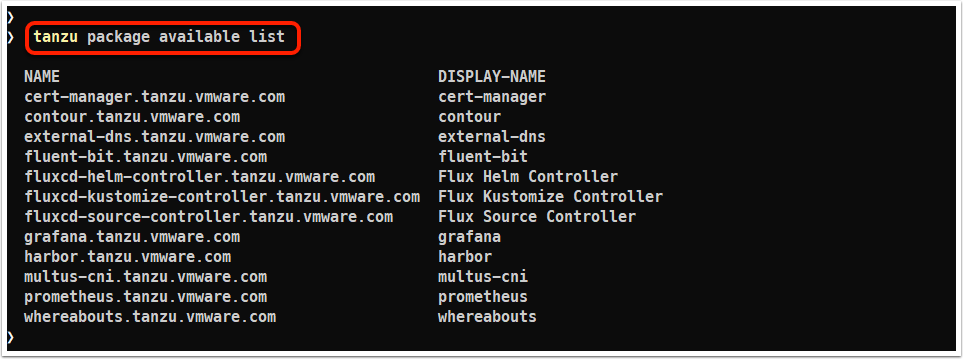 ❯
❯ tanzu package available list
NAME DISPLAY-NAME
cert-manager.tanzu.vmware.com cert-manager
contour.tanzu.vmware.com contour
external-dns.tanzu.vmware.com external-dns
fluent-bit.tanzu.vmware.com fluent-bit
fluxcd-helm-controller.tanzu.vmware.com Flux Helm Controller
fluxcd-kustomize-controller.tanzu.vmware.com Flux Kustomize Controller
fluxcd-source-controller.tanzu.vmware.com Flux Source Controller
grafana.tanzu.vmware.com grafana
harbor.tanzu.vmware.com harbor
multus-cni.tanzu.vmware.com multus-cni
prometheus.tanzu.vmware.com prometheus
whereabouts.tanzu.vmware.com whereabouts
❯